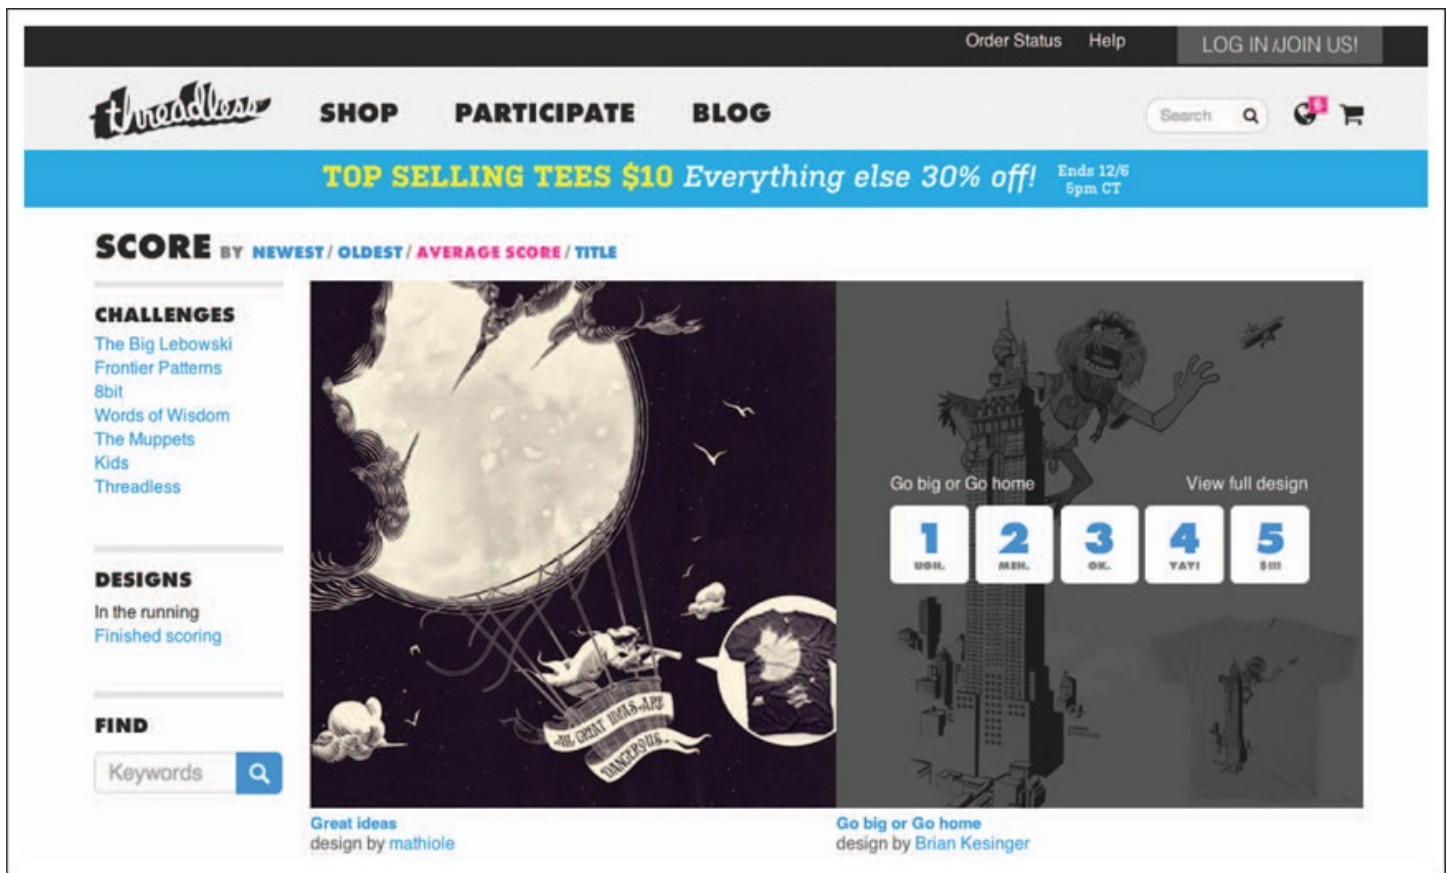 Order Status Help LOG IN /JOIN US!
threadless SHOP PARTICIPATE BLOG Search
TOP SELLING TEES $10 Everything else 30% off! Ends 12/6
5pm CT
SCORE BY NEWEST / OLDEST / AVERAGE SCORE / TITLE
CHALLENGES
The Big Lebowski
Frontier Patterns
8bit
Words of Wisdom
The Muppets
Kids
Threadless
DESIGNS
In the running
Finished scoring
FIND
Keywords
ALL GREAT IDEAS ARE
DANGEROUS
Go big or Go home View full design
1 2 3 4 5
UGH. MEH. OK. YAY! $!!!
Great ideas
design by mathiole
Go big or Go home
design by Brian Kesinger